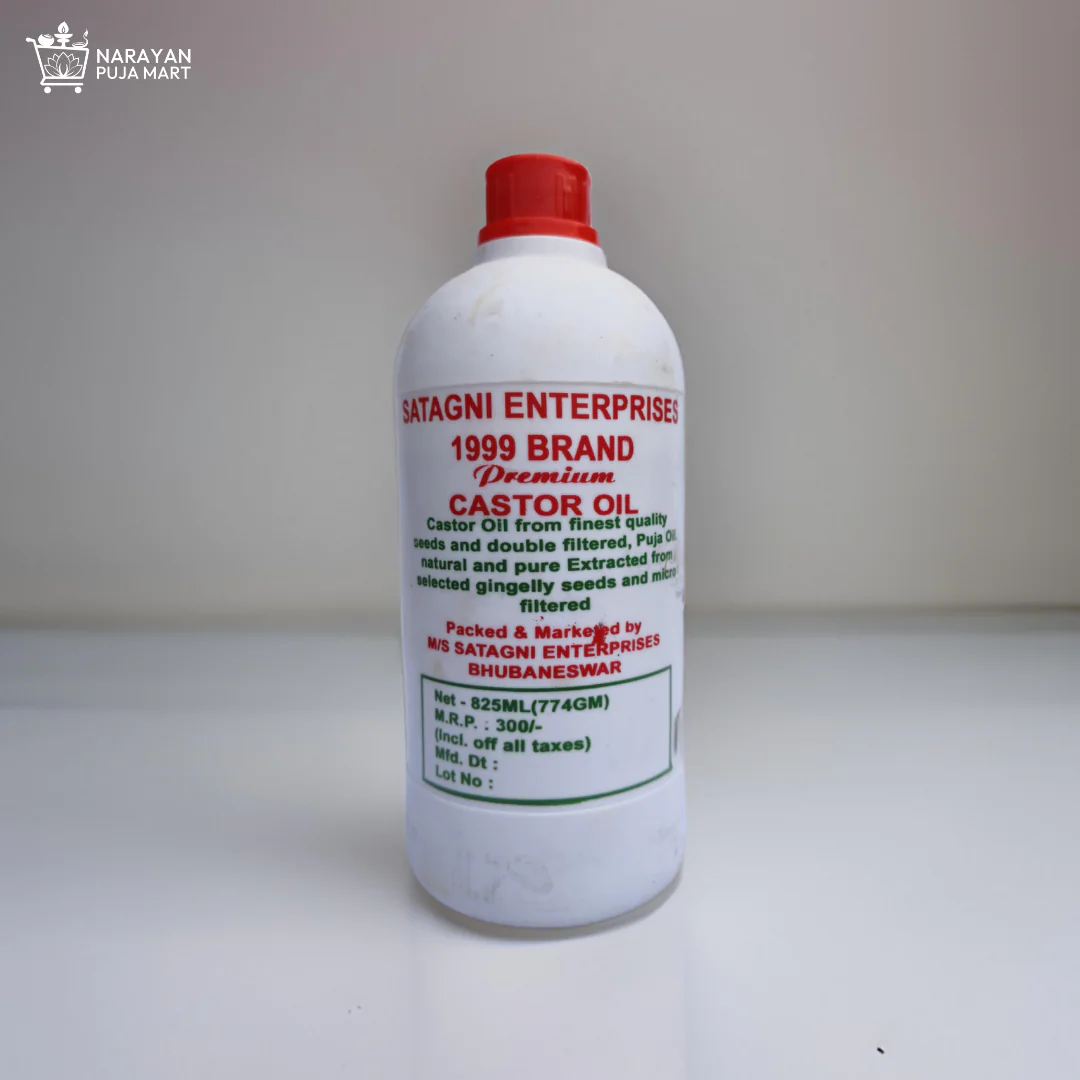 NARAYAN
PUJA MART
SATAGNI ENTERPRISES
1999 BRAND
Premium
CASTOR OIL
Castor Oil from finest quality
seeds and double filtered, Puja Oil,
natural and pure Extracted from
selected gingelly seeds and micro
filtered
Packed & Marketed by
M/S SATAGNI ENTERPRISES
BHUBANESWAR
Net - 825ML(774GM)
M.R.P. : 300/-
(Incl. off all taxes)
Mfd. Dt :
Lot No :